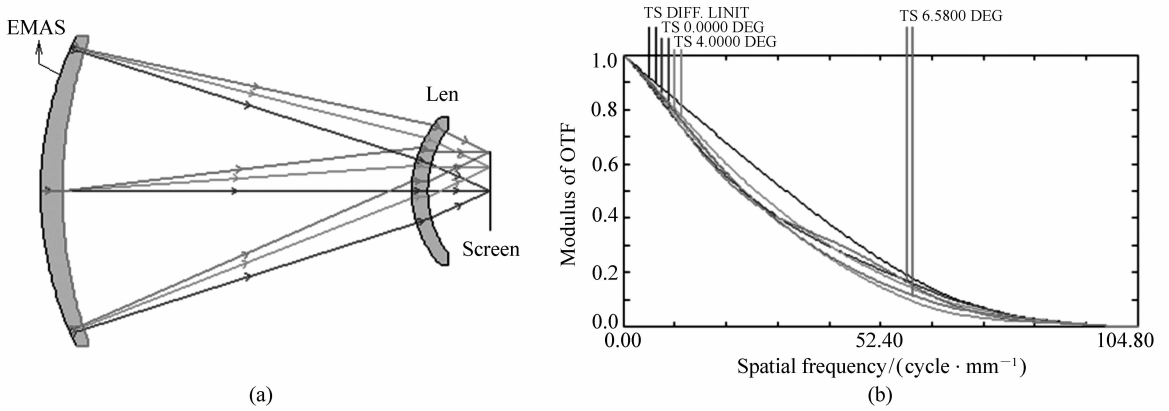 EMAS
Len
Screen
(a)
TS DIFF. LINIT
TS 0.0000 DEG
TS 4.0000 DEG
TS 6.5800 DEG
Modulus of OTF
1.0
0.8
0.6
0.4
0.2
0.0
0.00
52.40
104.80
Spatial frequency/(cycle · mm⁻¹)
(b)